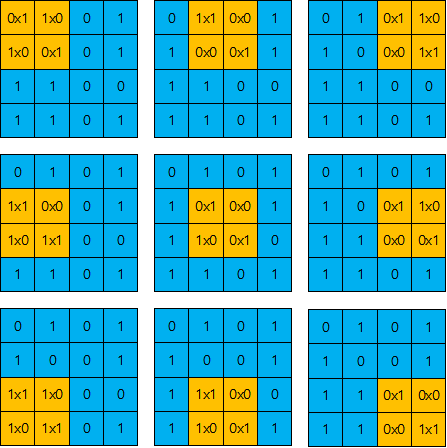 0x1 1x0 0 1
1x0 0x1 0 1
1 1 0 0
1 1 0 1
0 1x1 0x0 1
1 0x0 0x1 1
1 1 0 0
1 1 0 1
0 1 0x1 1x0
1 0 0x0 1x1
1 1 0 0
1 1 0 1
0 1 0 1
1x1 0x0 0 1
1x0 1x1 0 0
1 1 0 1
0 1 0 1
1 0x1 0x0 1
1 1x0 0x1 0
1 1 0 1
0 1 0 1
1 0 0x1 1x0
1 1 0x0 0x1
1 1 0 1
0 1 0 1
1 0 0 1
1x1 1x0 0 0
1x0 1x1 0 1
0 1 0 1
1 0 0 1
1 1x1 0x0 0
1 1x0 0x1 1
0 1 0 1
1 0 0 1
1 1 0x1 0x0
1 1 0x0 1x1